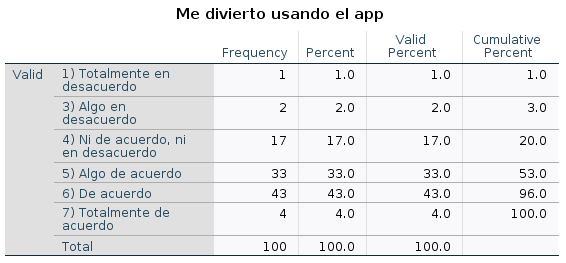 Me divierto usando el app
Frequency Percent Valid Percent Cumulative Percent
Valid 1) Totalmente en desacuerdo 1 1.0 1.0 1.0
3) Algo en desacuerdo 2 2.0 2.0 3.0
4) Ni de acuerdo, ni en desacuerdo 17 17.0 17.0 20.0
5) Algo de acuerdo 33 33.0 33.0 53.0
6) De acuerdo 43 43.0 43.0 96.0
7) Totalmente de acuerdo 4 4.0 4.0 100.0
Total 100 100.0 100.0